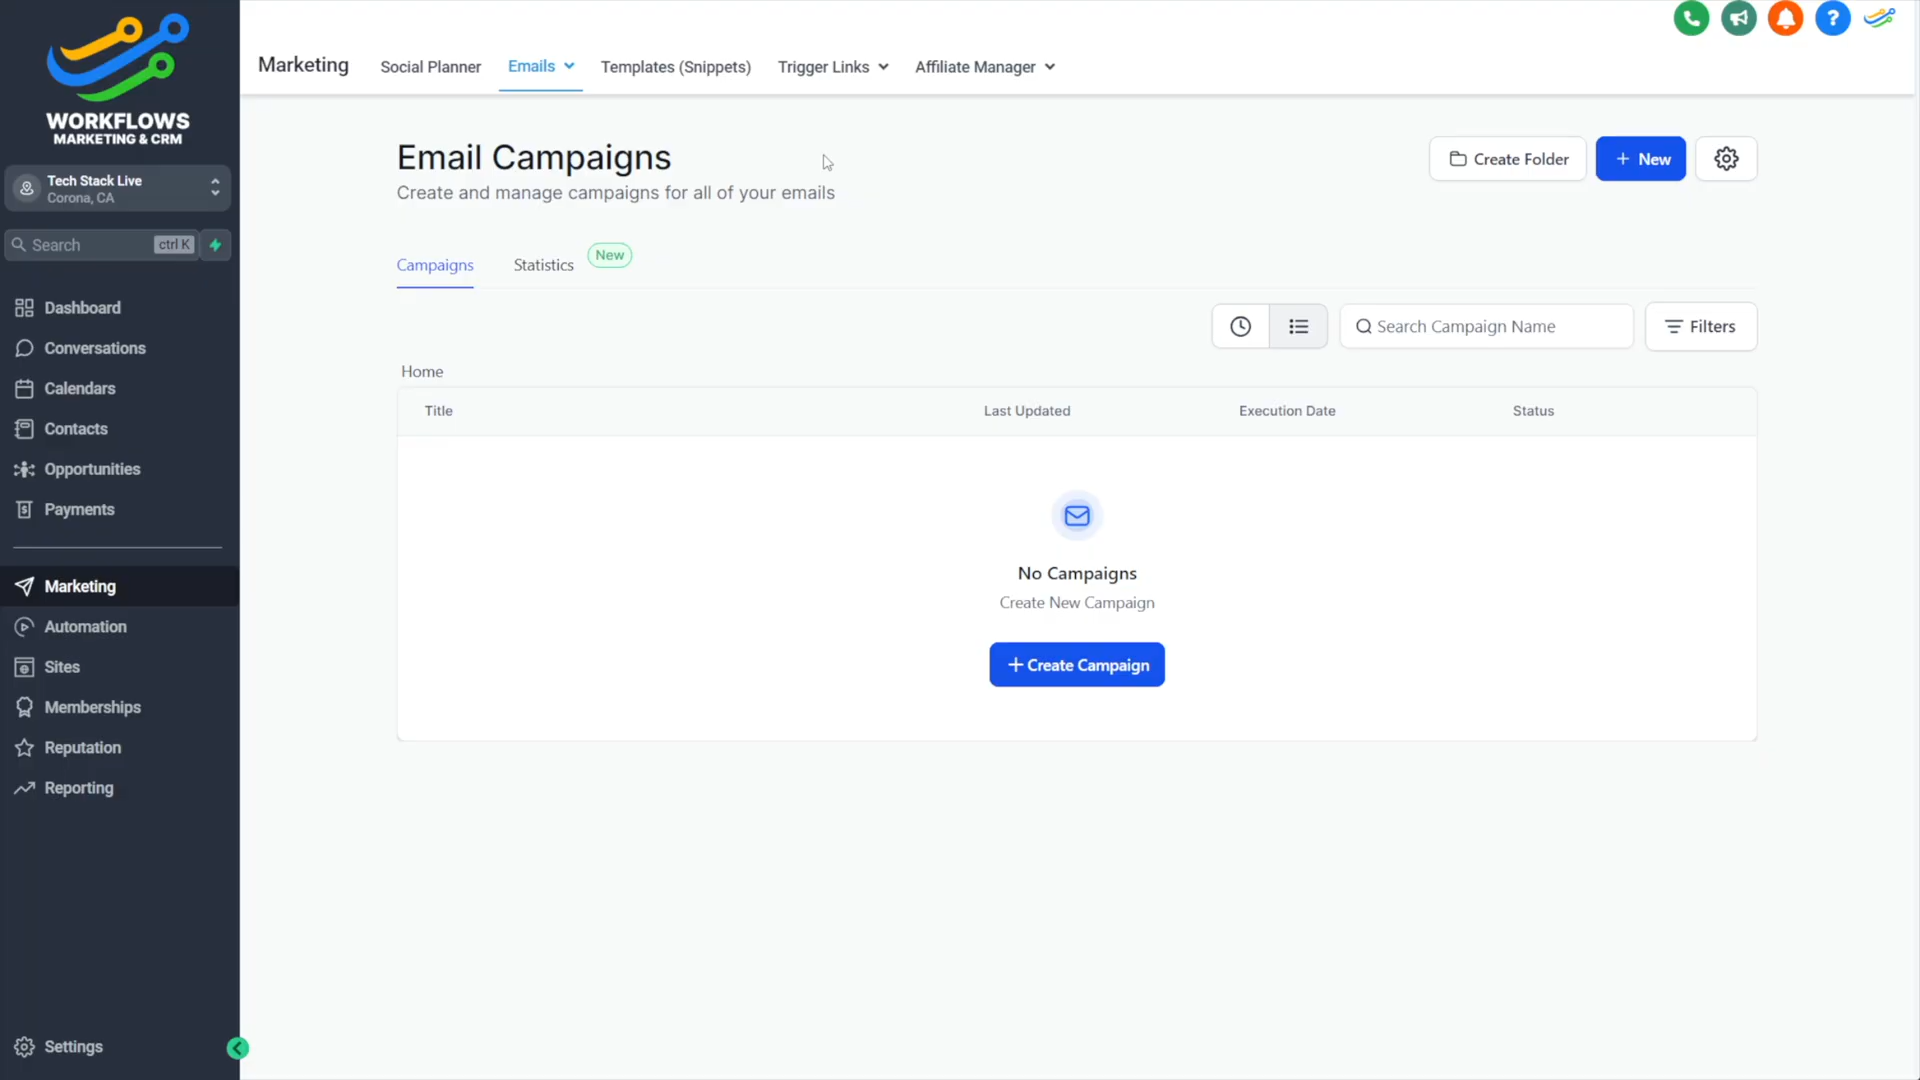 WORKFLOWS
MARKETING & CRM
Tech Stack Live
Corona, CA
Search ctrl K
Dashboard
Conversations
Calendars
Contacts
Opportunities
Payments
Marketing
Automation
Sites
Memberships
Reputation
Reporting
Settings
Marketing Social Planner Emails Templates (Snippets) Trigger Links Affiliate Manager
?
Email Campaigns
Create and manage campaigns for all of your emails
Create Folder + New
Campaigns Statistics New
Search Campaign Name Filters
Home
Title Last Updated Execution Date Status
No Campaigns
Create New Campaign
+ Create Campaign